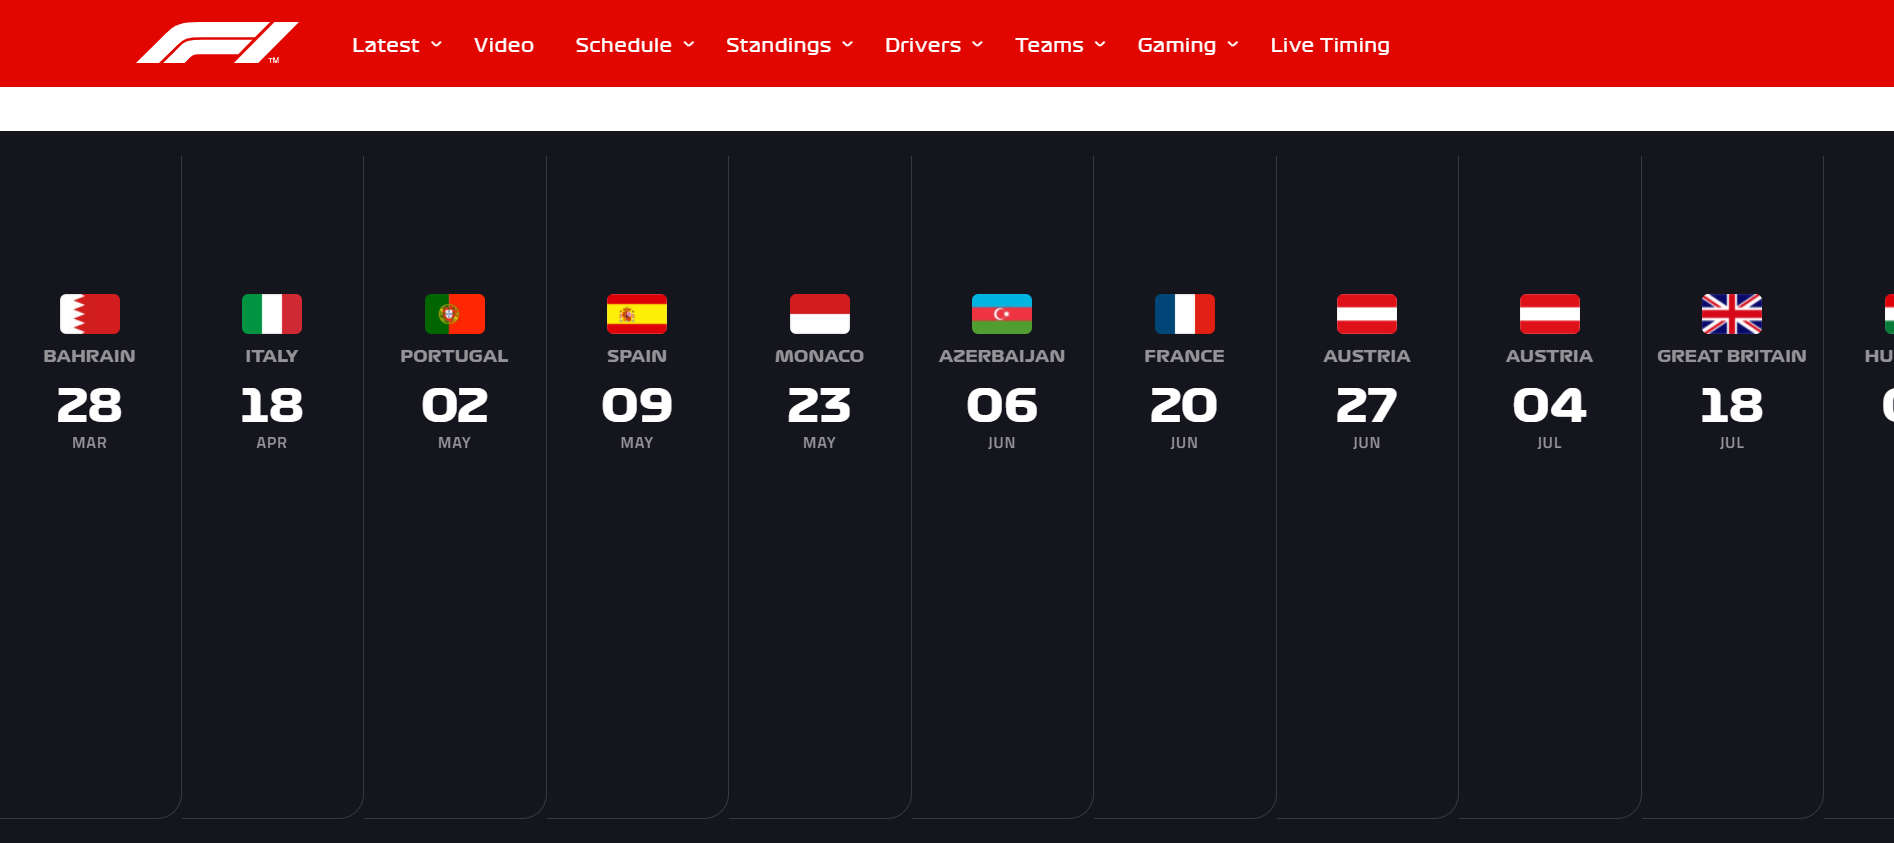 F1 TM Latest Video Schedule Standings Drivers Teams Gaming Live Timing
BAHRAIN
28
MAR
ITALY
18
APR
PORTUGAL
02
MAY
SPAIN
09
MAY
MONACO
23
MAY
AZERBAIJAN
06
JUN
FRANCE
20
JUN
AUSTRIA
27
JUN
AUSTRIA
04
JUL
GREAT BRITAIN
18
JUL
HU